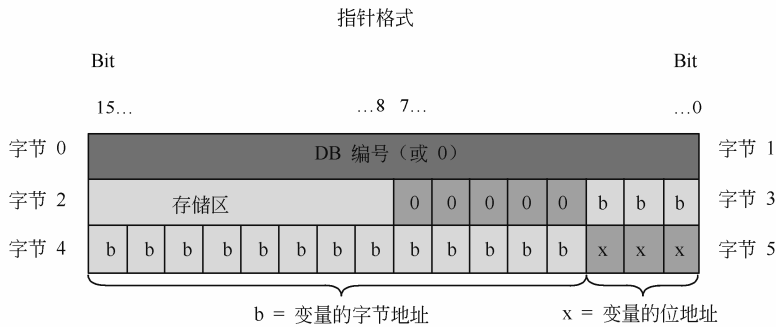 指针格式
Bit Bit
15... ...8 7... ...0
字节 0 DB 编号（或 0） 字节 1
字节 2 存储区 0 0 0 0 0 b b b 字节 3
字节 4 b b b b b b b b b b b b b x x x 字节 5
b = 变量的字节地址 x = 变量的位地址